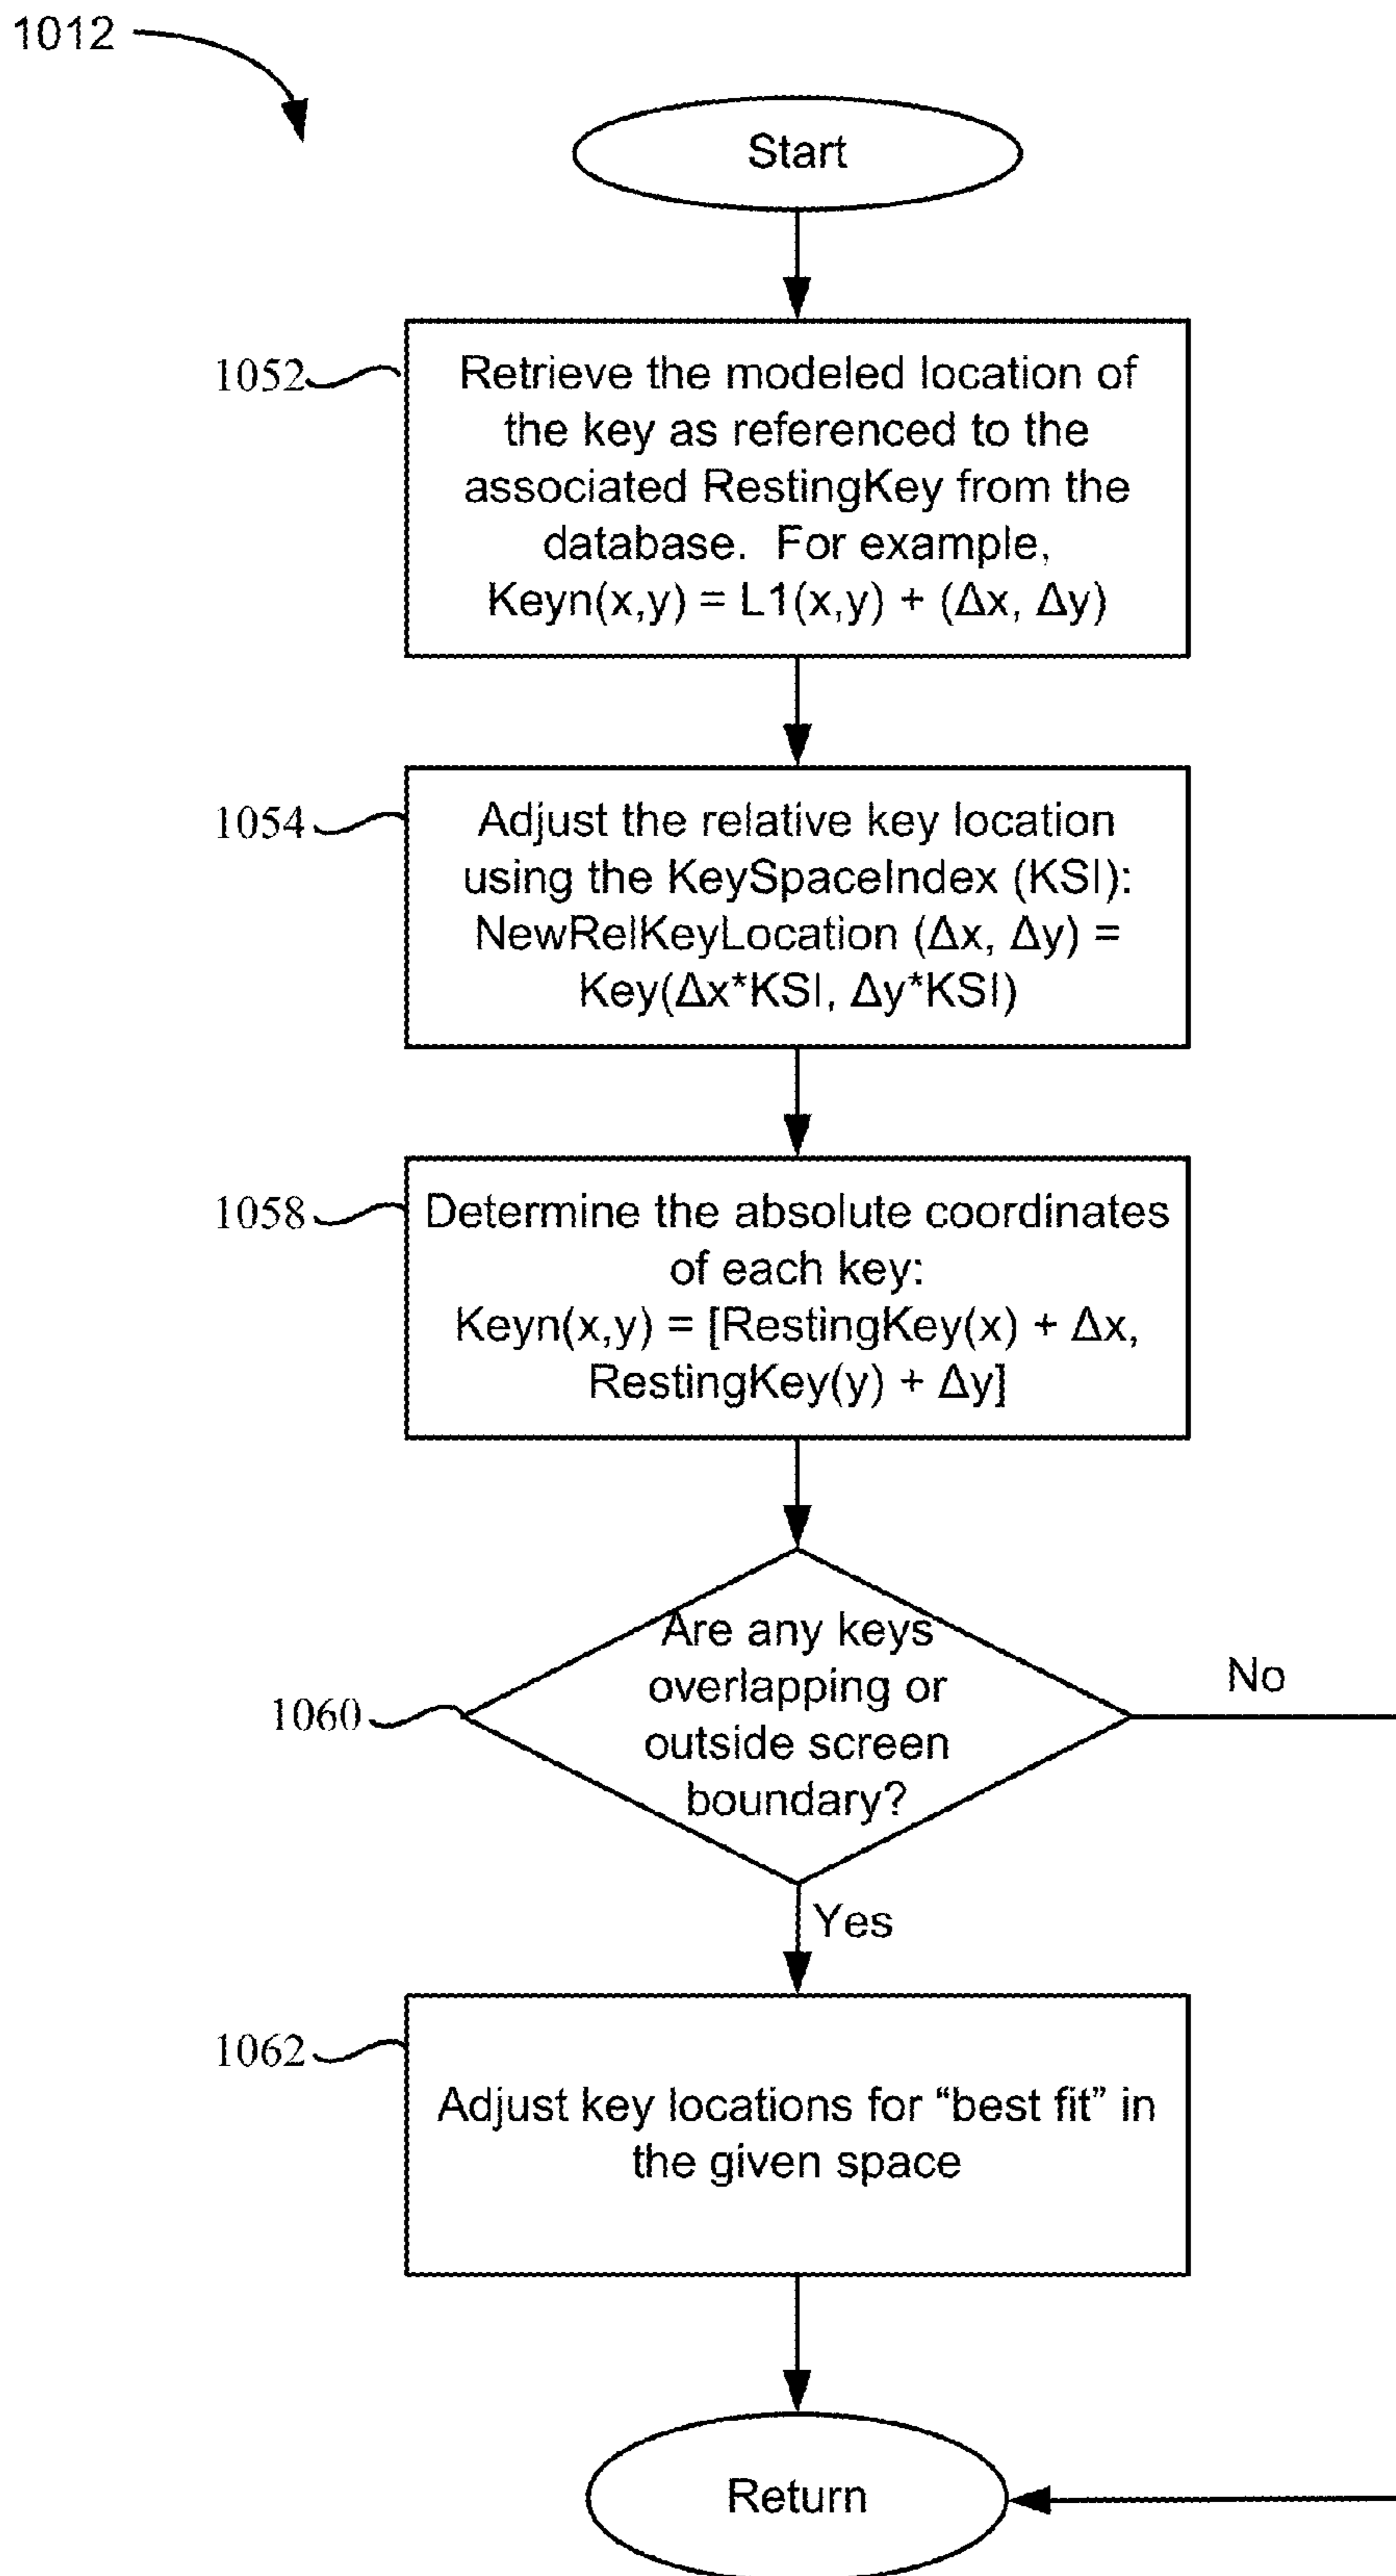 1012
Start
1052
Retrieve the modeled location of
the key as referenced to the
associated RestingKey from the
database. For example,
Keyn(x,y) = L1(x,y) + (Δx, Δy)
1054
Adjust the relative key location
using the KeySpaceIndex (KSI):
NewRelKeyLocation (Δx, Δy) =
Key(Δx*KSI, Δy*KSI)
1058
Determine the absolute coordinates
of each key:
Keyn(x,y) = [RestingKey(x) + Δx,
RestingKey(y) + Δy]
1060
Are any keys
overlapping or
outside screen
boundary?
No
Yes
1062
Adjust key locations for “best fit” in
the given space
Return